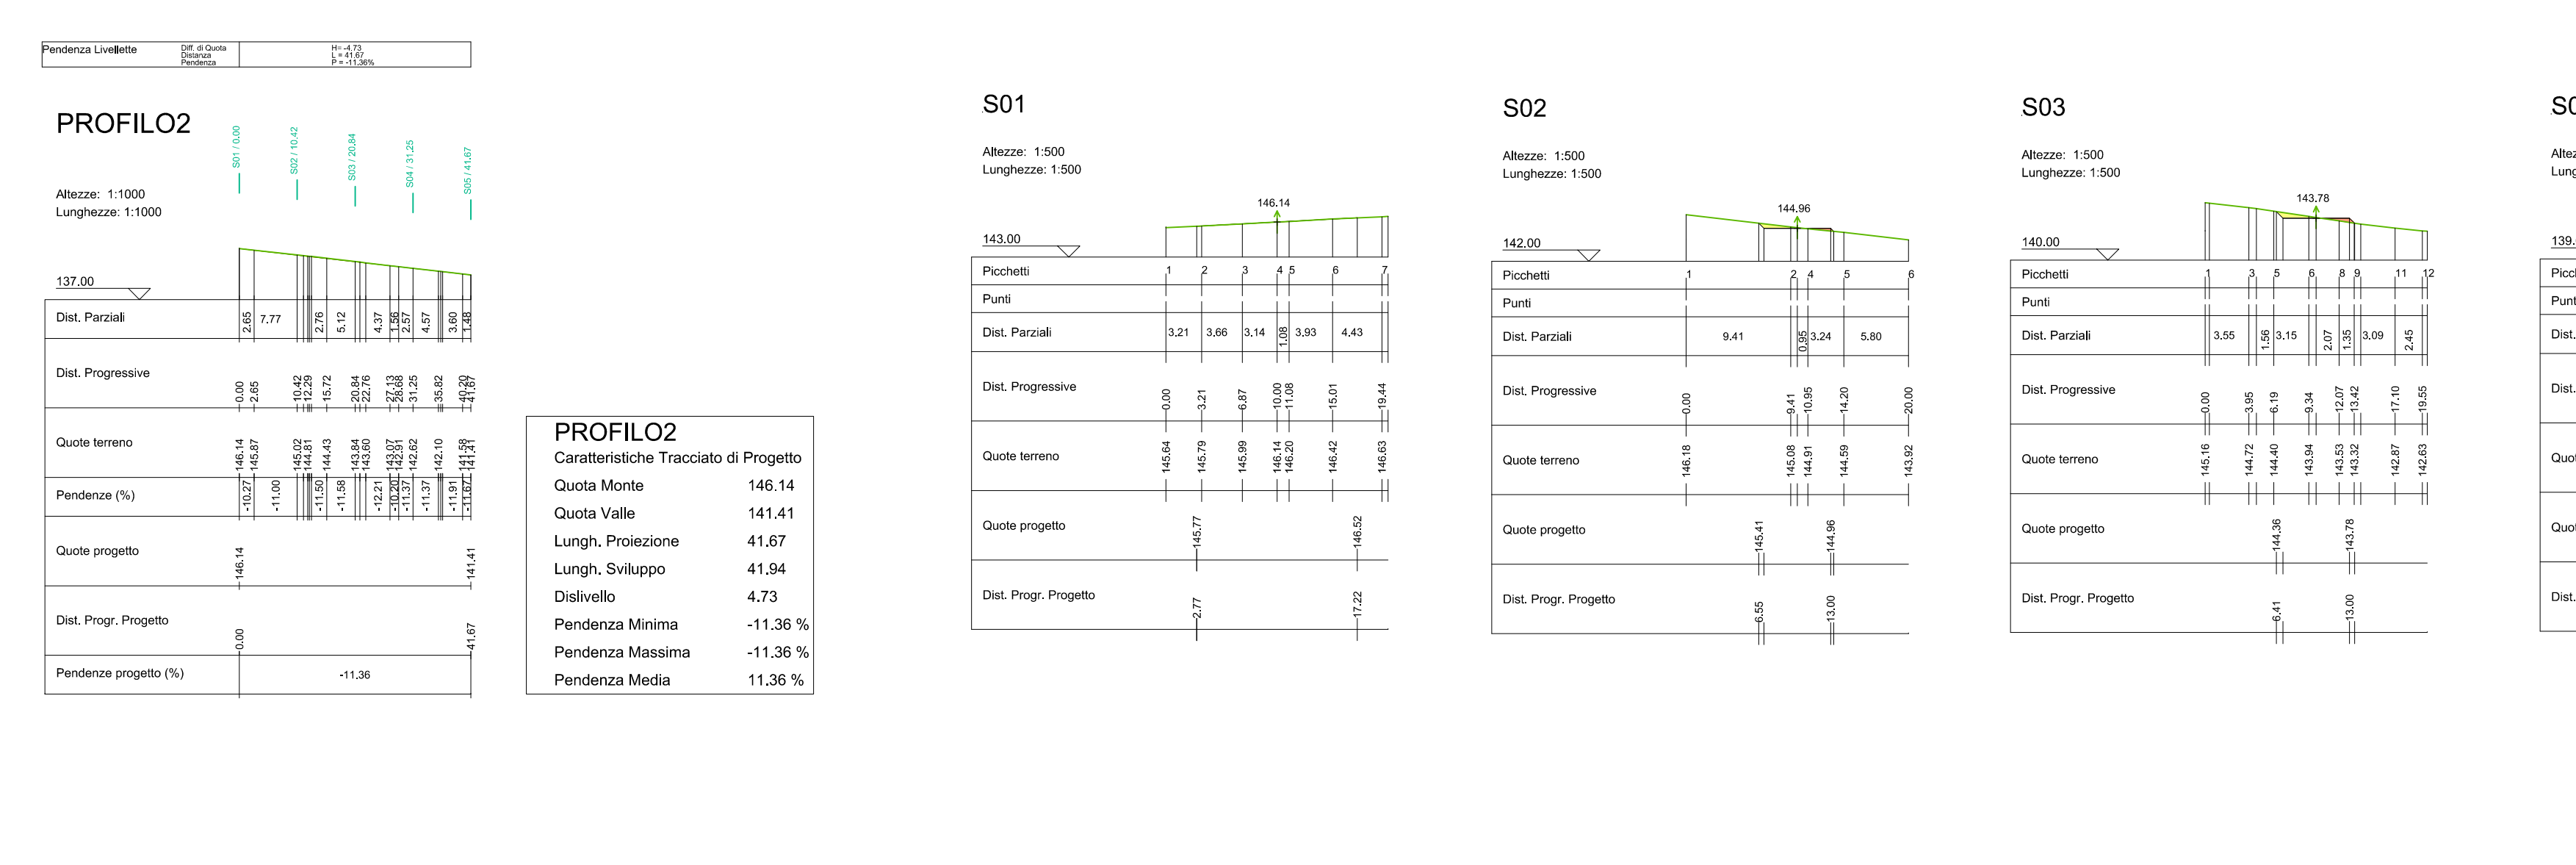 Pendenza Livellette
Diff. di Quota
Distanza
Pendenza
H= -4.73
L = 41.67
P = -11.36%
PROFILO2
Altezze: 1:1000
Lunghezze: 1:1000
S01 / 0.00
S02 / 10.42
S03 / 20.84
S04 / 31.25
S05 / 41.67
137.00
Dist. Parziali 2.65 7.77 2.76 5.12 4.37 1.56 2.57 4.57 3.60 1.48
Dist. Progressive 0.00 2.65 10.42 12.29 15.72 20.84 22.76 27.13 28.68 31.25 35.82 40.20 41.67
Quote terreno 146.14 145.87 145.02 144.81 144.43 143.84 143.60 143.07 142.91 142.62 142.10 141.58 141.41
Pendenze (%) -10.27 -11.00 -11.50 -11.58 -12.21 -10.20 -11.37 -11.37 -11.91 -11.67
Quote progetto 146.14 141.41
Dist. Progr. Progetto 0.00 41.67
Pendenze progetto (%) -11.36
PROFILO2
Caratteristiche Tracciato di Progetto
Quota Monte 146.14
Quota Valle 141.41
Lungh. Proiezione 41.67
Lungh. Sviluppo 41.94
Dislivello 4.73
Pendenza Minima -11.36 %
Pendenza Massima -11.36 %
Pendenza Media 11.36 %
S01
Altezze: 1:500
Lunghezze: 1:500
146.14
143.00
Picchetti 1 2 3 4 5 6 7
Punti
Dist. Parziali 3.21 3.66 3.14 1.08 3.93 4.43
Dist. Progressive 0.00 3.21 6.87 10.00 11.08 15.01 19.44
Quote terreno 145.64 145.79 145.99 146.14 146.20 146.42 146.63
Quote progetto 145.77 146.52
Dist. Progr. Progetto 2.77 17.22
S02
Altezze: 1:500
Lunghezze: 1:500
144.96
142.00
Picchetti 1 2 4 5 6
Punti
Dist. Parziali 9.41 0.95 3.24 5.80
Dist. Progressive 0.00 9.41 10.95 14.20 20.00
Quote terreno 146.18 145.08 144.91 144.59 143.92
Quote progetto 145.41 144.96
Dist. Progr. Progetto 6.55 13.00
S03
Altezze: 1:500
Lunghezze: 1:500
143.78
140.00
Picchetti 1 3 5 6 8 9 11 12
Punti
Dist. Parziali 3.55 1.56 3.15 2.07 1.35 3.09 2.45
Dist. Progressive 0.00 3.95 6.19 9.34 12.07 13.42 17.10 19.55
Quote terreno 145.16 144.72 144.40 143.94 143.53 143.32 142.87 142.63
Quote progetto 144.36 143.78
Dist. Progr. Progetto 6.41 13.00
139.
Dist.
Dist.
Dist.